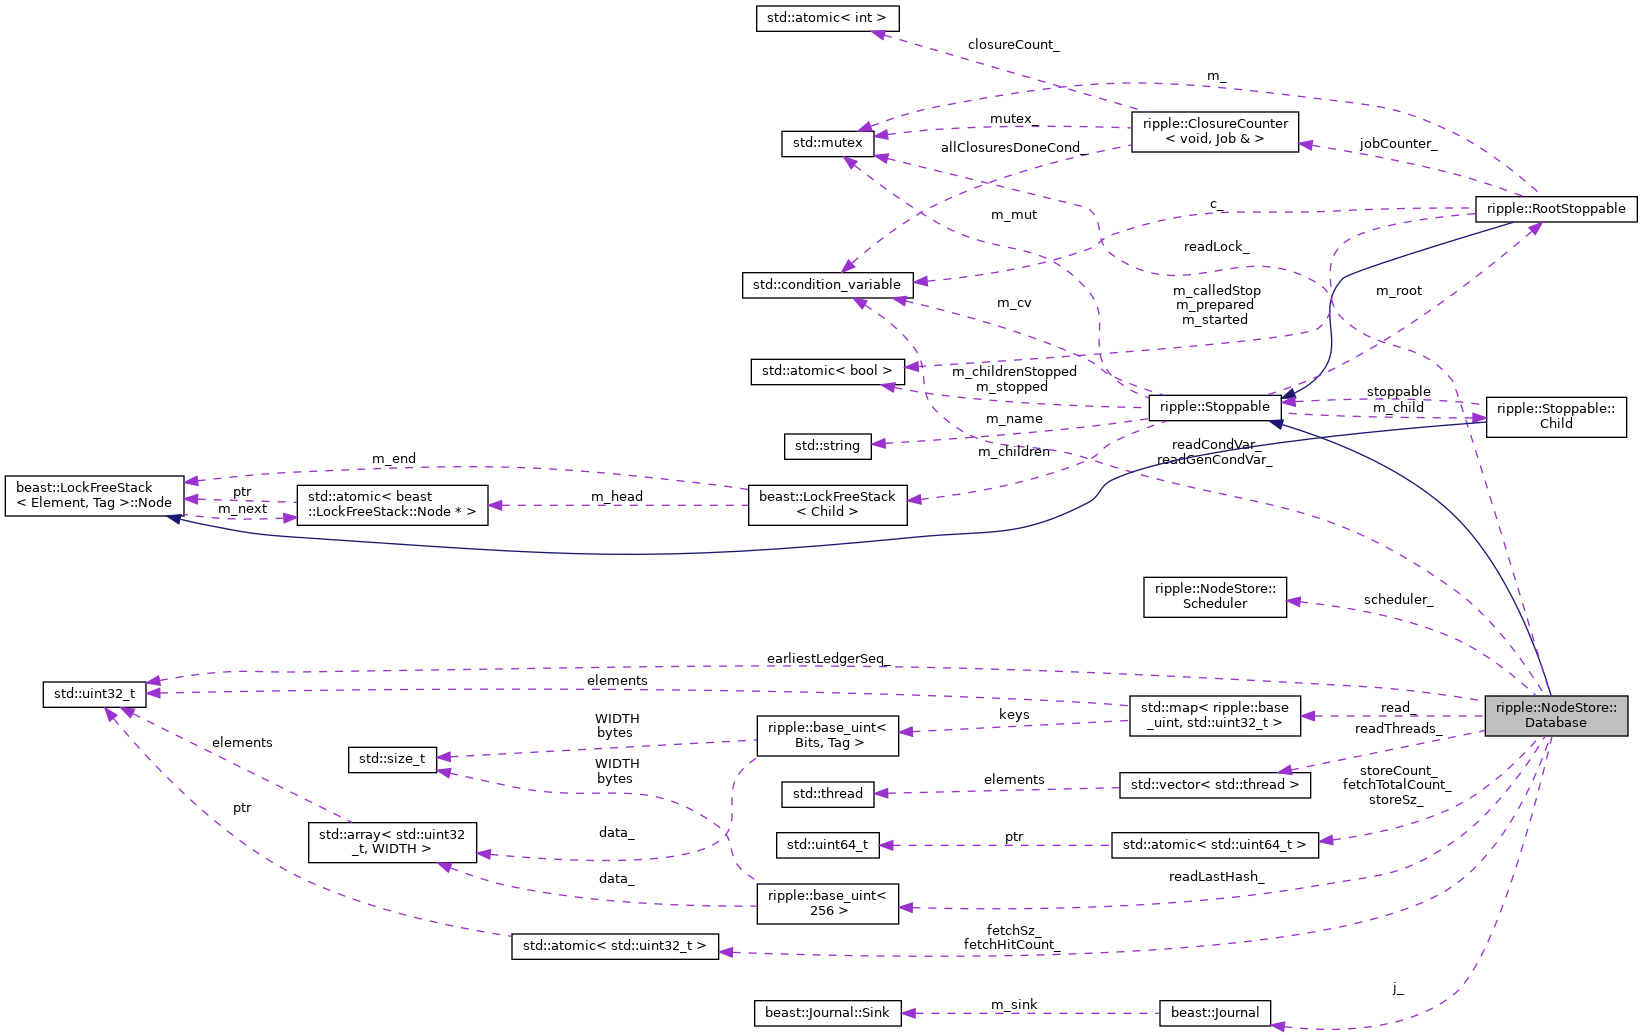 std::atomic< int >
closureCount_
m_
ripple::ClosureCounter
< void, Job & >
mutex_
std::mutex
allClosuresDoneCond_
jobCounter_
ripple::RootStoppable
c_
m_mut
readLock_
std::condition_variable
m_cv
m_calledStop
m_prepared
m_started
m_root
std::atomic< bool >
m_childrenStopped
m_stopped
ripple::Stoppable
stoppable
m_child
ripple::Stoppable::
Child
m_name
std::string
m_children
readCondVar_
readGenCondVar_
m_end
beast::LockFreeStack
< Element, Tag >::Node
ptr
m_next
std::atomic< beast
::LockFreeStack::Node * >
m_head
beast::LockFreeStack
< Child >
ripple::NodeStore::
Scheduler
scheduler_
earliestLedgerSeq_
std::uint32_t
elements
std::map< ripple::base
_uint, std::uint32_t >
read_
ripple::NodeStore::
Database
keys
ripple::base_uint<
Bits, Tag >
WIDTH
bytes
readThreads_
elements
std::size_t
WIDTH
bytes
std::thread
elements
std::vector< std::thread >
storeCount_
fetchTotalCount_
storeSz_
ptr
std::array< std::uint32
_t, WIDTH >
data_
std::uint64_t
ptr
std::atomic< std::uint64_t >
data_
ripple::base_uint<
256 >
readLastHash_
std::atomic< std::uint32_t >
fetchSz_
fetchHitCount_
j_
beast::Journal::Sink
m_sink
beast::Journal